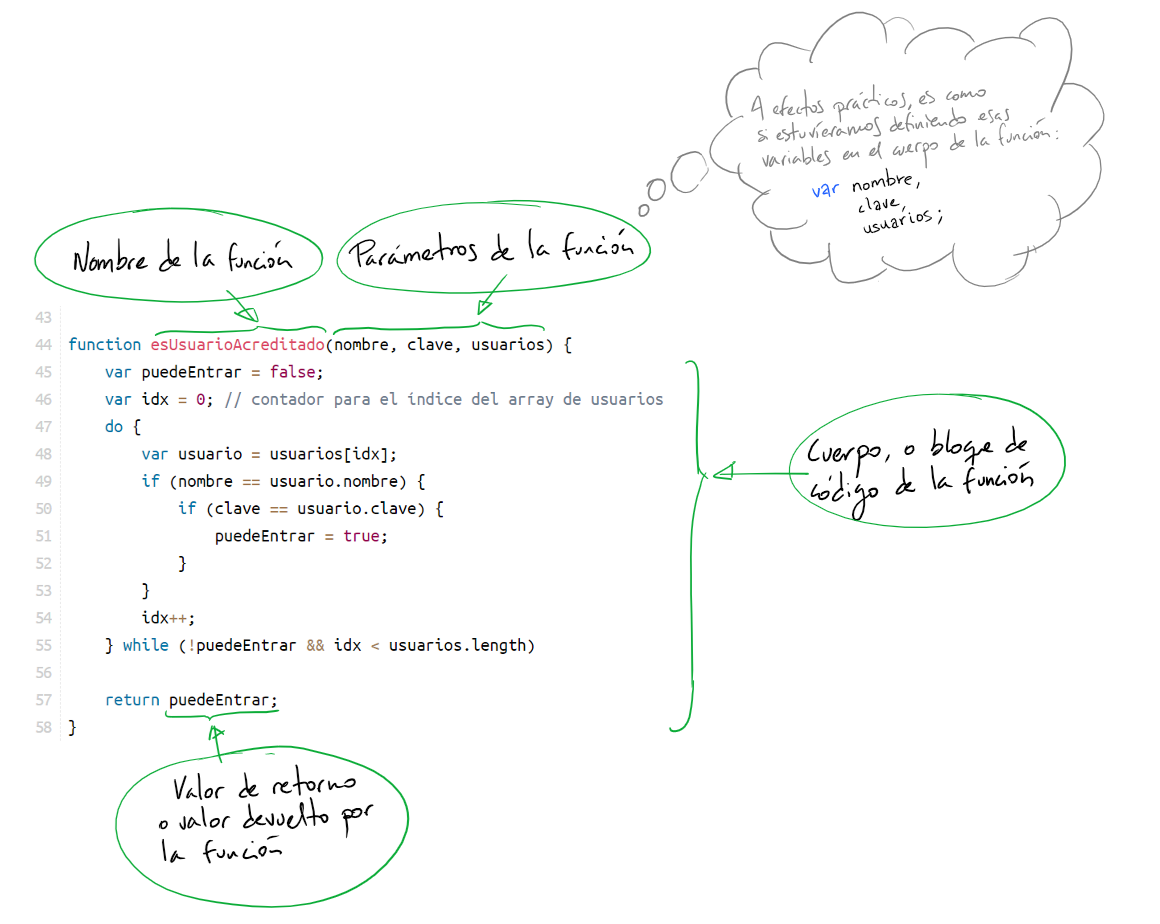 A efectos prácticos, es como
si estuvieramos definiendo esas
variables en el cuerpo de la función:
var nombre,
clave,
usuarios;
Nombre de la función
Parámetros de la función
43
44 function esUsuarioAcreditado(nombre, clave, usuarios) {
45     var puedeEntrar = false;
46     var idx = 0; // contador para el índice del array de usuarios
47     do {
48         var usuario = usuarios[idx];
49         if (nombre == usuario.nombre) {
50             if (clave == usuario.clave) {
51                 puedeEntrar = true;
52             }
53         }
54         idx++;
55     } while (!puedeEntrar && idx < usuarios.length)
56
57     return puedeEntrar;
58 }
Cuerpo, o bloque de
código de la función
Valor de retorno
o valor devuelto por
la función